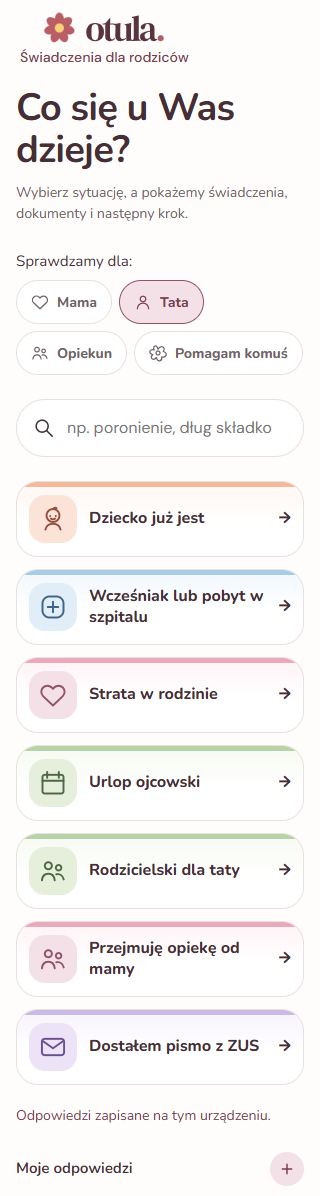 otula.
Świadczenia dla rodziców
Co się u Was
dzieje?
Wybierz sytuację, a pokażemy świadczenia,
dokumenty i następny krok.
Sprawdzamy dla:
Mama
Tata
Opiekun
Pomagam komuś
np. poronienie, dług składko
Dziecko już jest
Wcześniak lub pobyt w
szpitalu
Strata w rodzinie
Urlop ojcowski
Rodzicielski dla taty
Przejmuję opiekę od
mamy
Dostałem pismo z ZUS
Odpowiedzi zapisane na tym urządzeniu.
Moje odpowiedzi